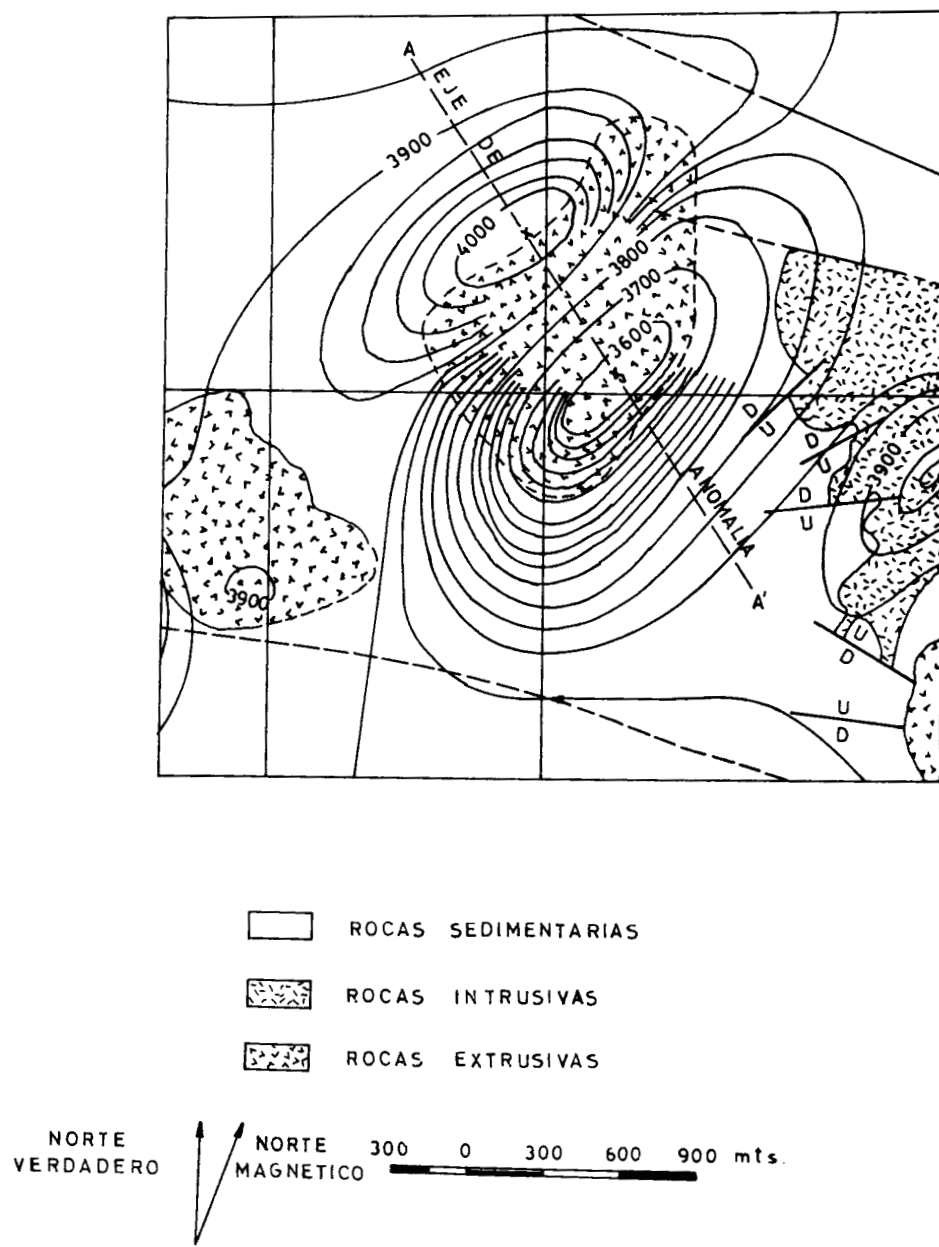 A
EJE DE
3900
4000
3800
3700
3600
D
U
D
U
3900
D
U
ANOMALIA
3900
A'
U
D
U
D
ROCAS SEDIMENTARIAS
ROCAS INTRUSIVAS
ROCAS EXTRUSIVAS
NORTE
VERDADERO
NORTE
MAGNETICO
300 0 300 600 900 mts.